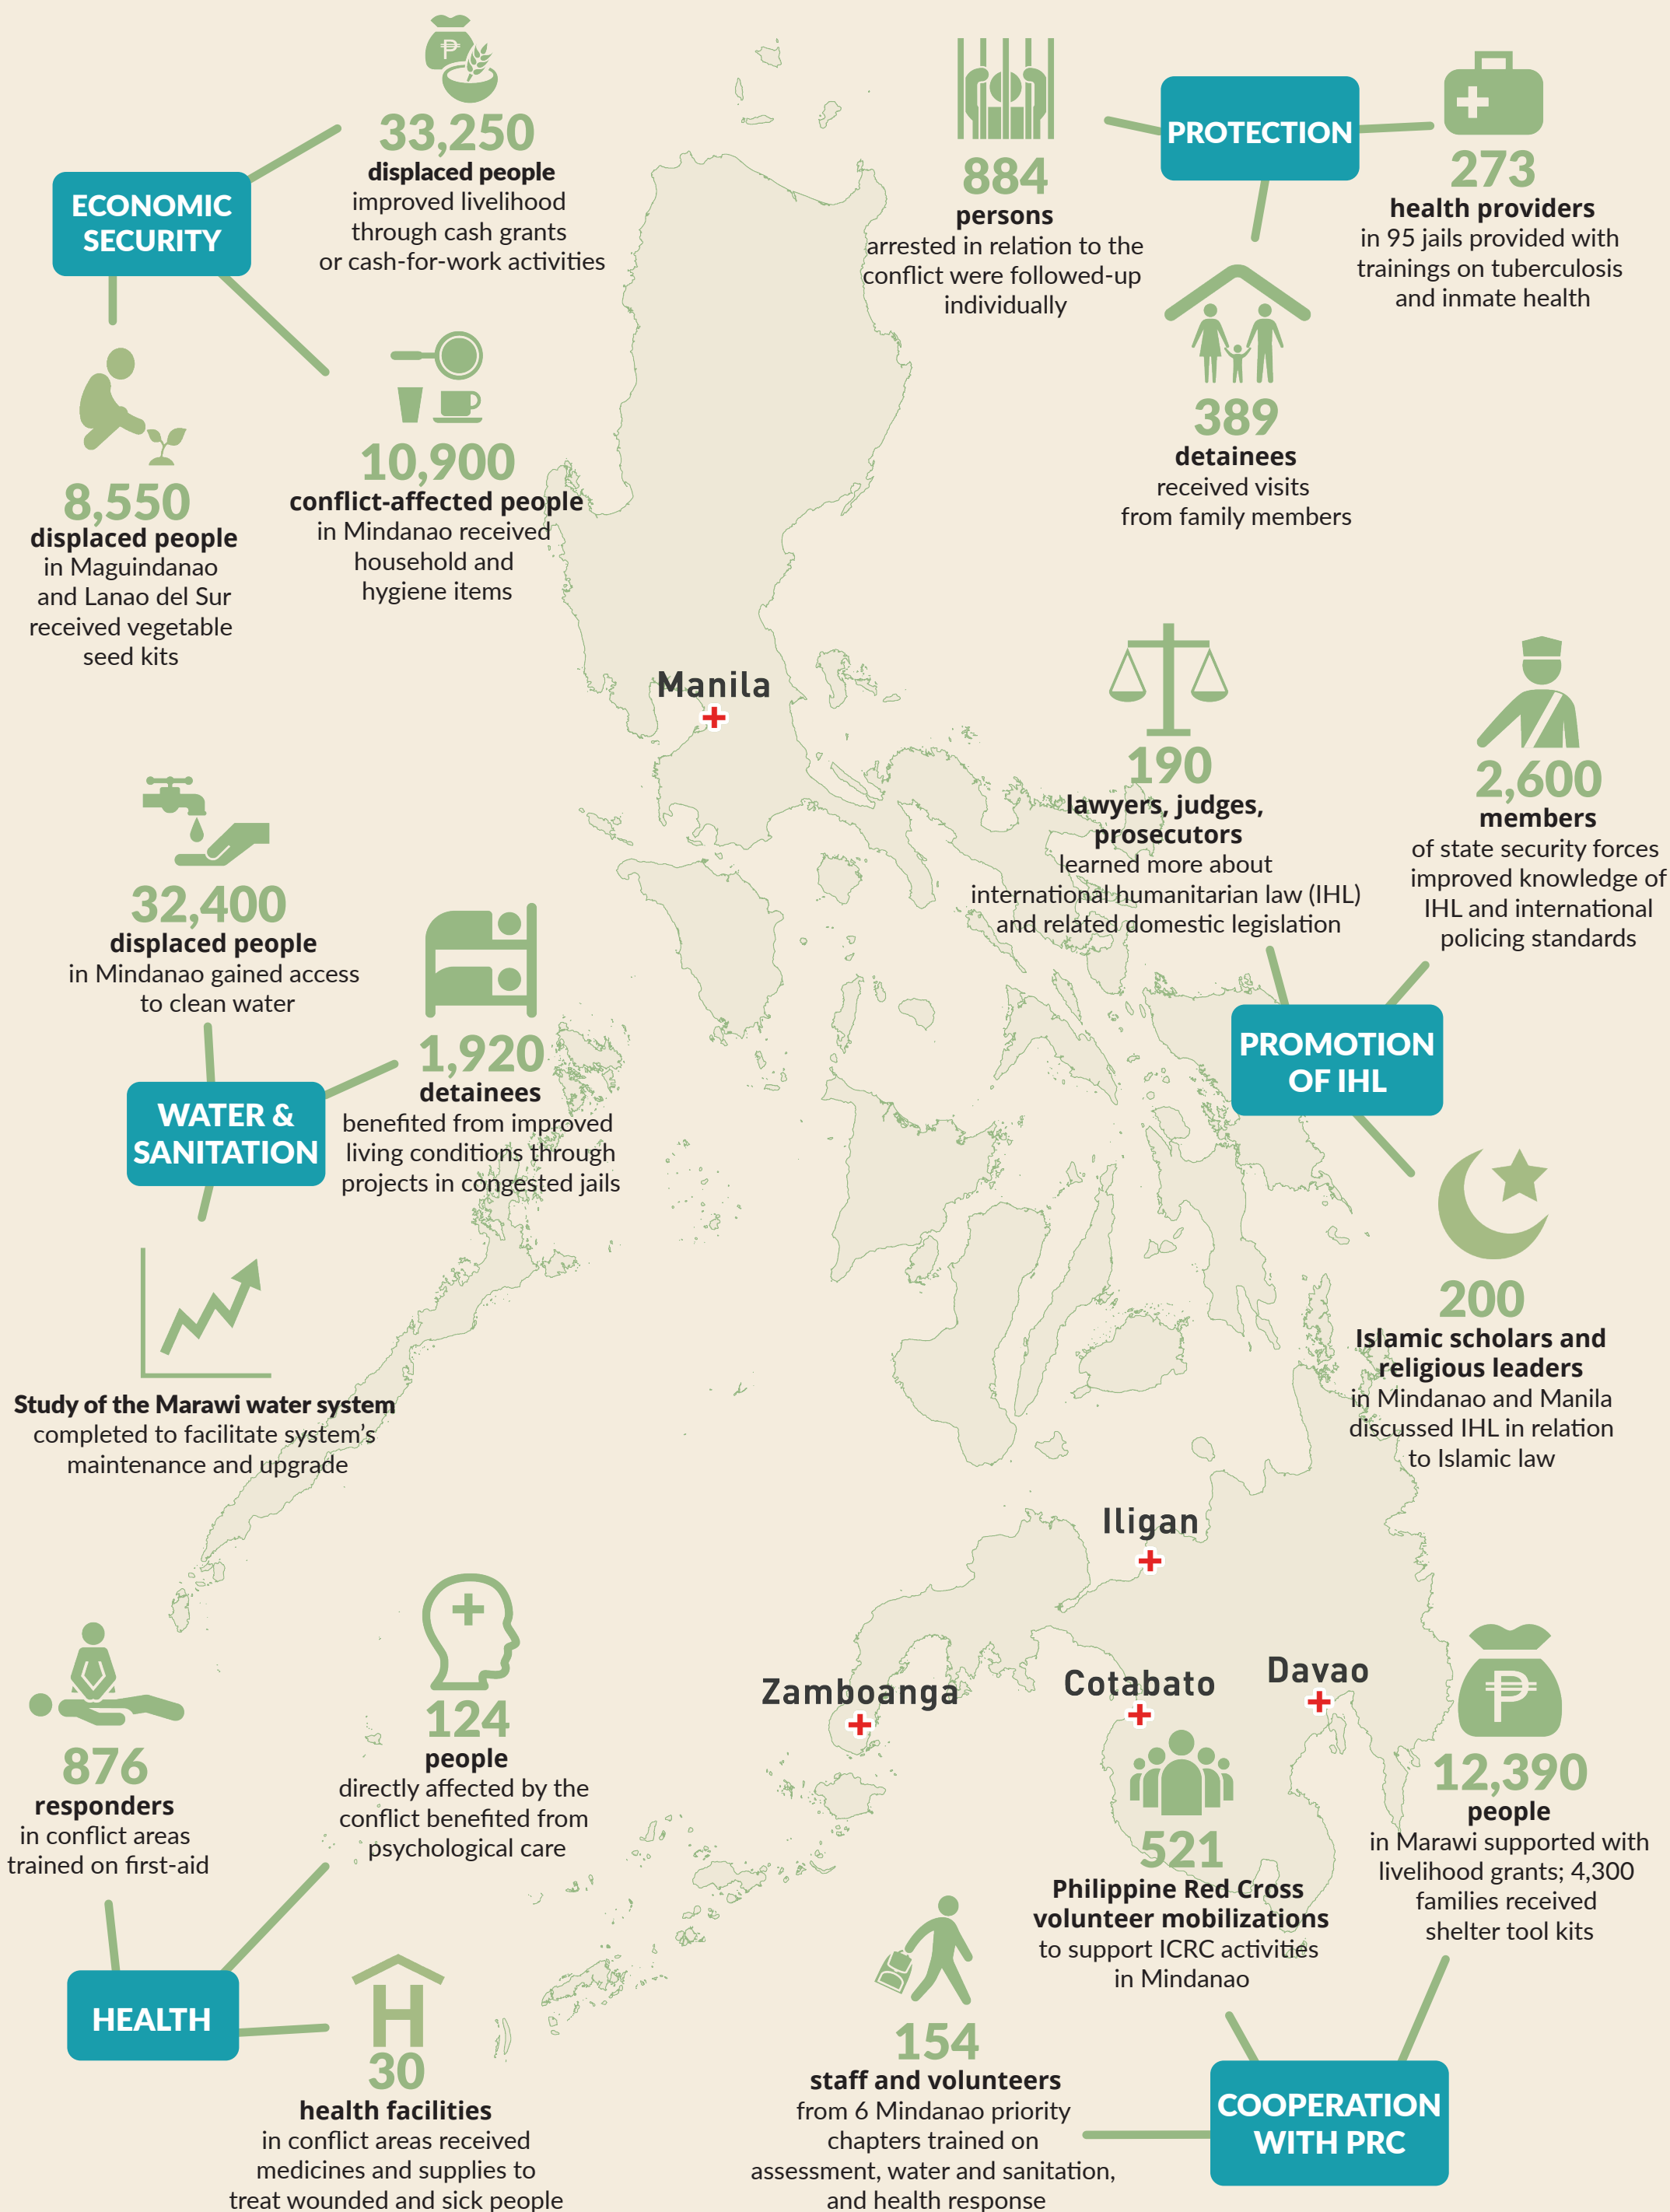 ECONOMIC
SECURITY
₱
33,250
displaced people
improved livelihood
through cash grants
or cash-for-work activities
8,550
displaced people
in Maguindanao
and Lanao del Sur
received vegetable
seed kits
10,900
conflict-affected people
in Mindanao received
household and
hygiene items
PROTECTION
884
persons
arrested in relation to the
conflict were followed-up
individually
273
health providers
in 95 jails provided with
trainings on tuberculosis
and inmate health
389
detainees
received visits
from family members
Manila
190
lawyers, judges,
prosecutors
learned more about
international humanitarian law (IHL)
and related domestic legislation
2,600
members
of state security forces
improved knowledge of
IHL and international
policing standards
PROMOTION
OF IHL
200
Islamic scholars and
religious leaders
in Mindanao and Manila
discussed IHL in relation
to Islamic law
32,400
displaced people
in Mindanao gained access
to clean water
1,920
detainees
benefited from improved
living conditions through
projects in congested jails
WATER &
SANITATION
Study of the Marawi water system
completed to facilitate system's
maintenance and upgrade
Iligan
Zamboanga
Cotabato
Davao
876
responders
in conflict areas
trained on first-aid
124
people
directly affected by the
conflict benefited from
psychological care
HEALTH
H
30
health facilities
in conflict areas received
medicines and supplies to
treat wounded and sick people
521
Philippine Red Cross
volunteer mobilizations
to support ICRC activities
in Mindanao
₱
12,390
people
in Marawi supported with
livelihood grants; 4,300
families received
shelter tool kits
154
staff and volunteers
from 6 Mindanao priority
chapters trained on
assessment, water and sanitation,
and health response
COOPERATION
WITH PRC